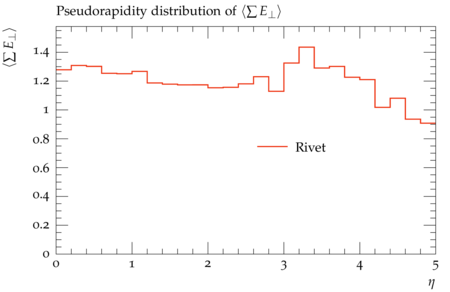 Pseudorapidity distribution of ⟨∑ E⊥⟩
⟨∑ E⊥⟩
1.4
1.2
1
0.8
0.6
0.4
0.2
0
Rivet
0 1 2 3 4 5
η